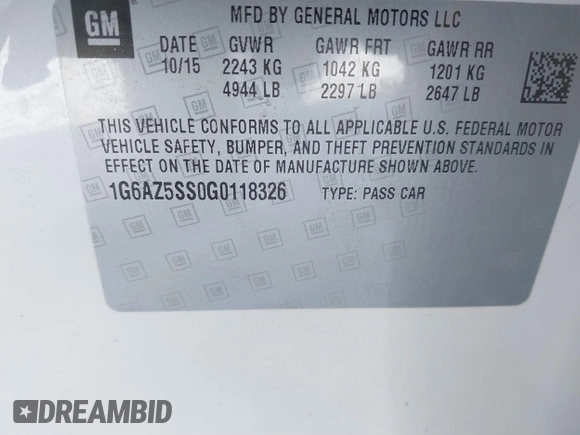 GM
MFD BY GENERAL MOTORS LLC
DATE GVWR GAWR FRT GAWR RR
10/15 2243 KG 1042 KG 1201 KG
4944 LB 2297 LB 2647 LB
THIS VEHICLE CONFORMS TO ALL APPLICABLE U.S. FEDERAL MOTOR
VEHICLE SAFETY, BUMPER, AND THEFT PREVENTION STANDARDS IN
EFFECT ON THE DATE OF MANUFACTURE SHOWN ABOVE.
1G6AZ5SS0G0118326 TYPE: PASS CAR
DREAMBID